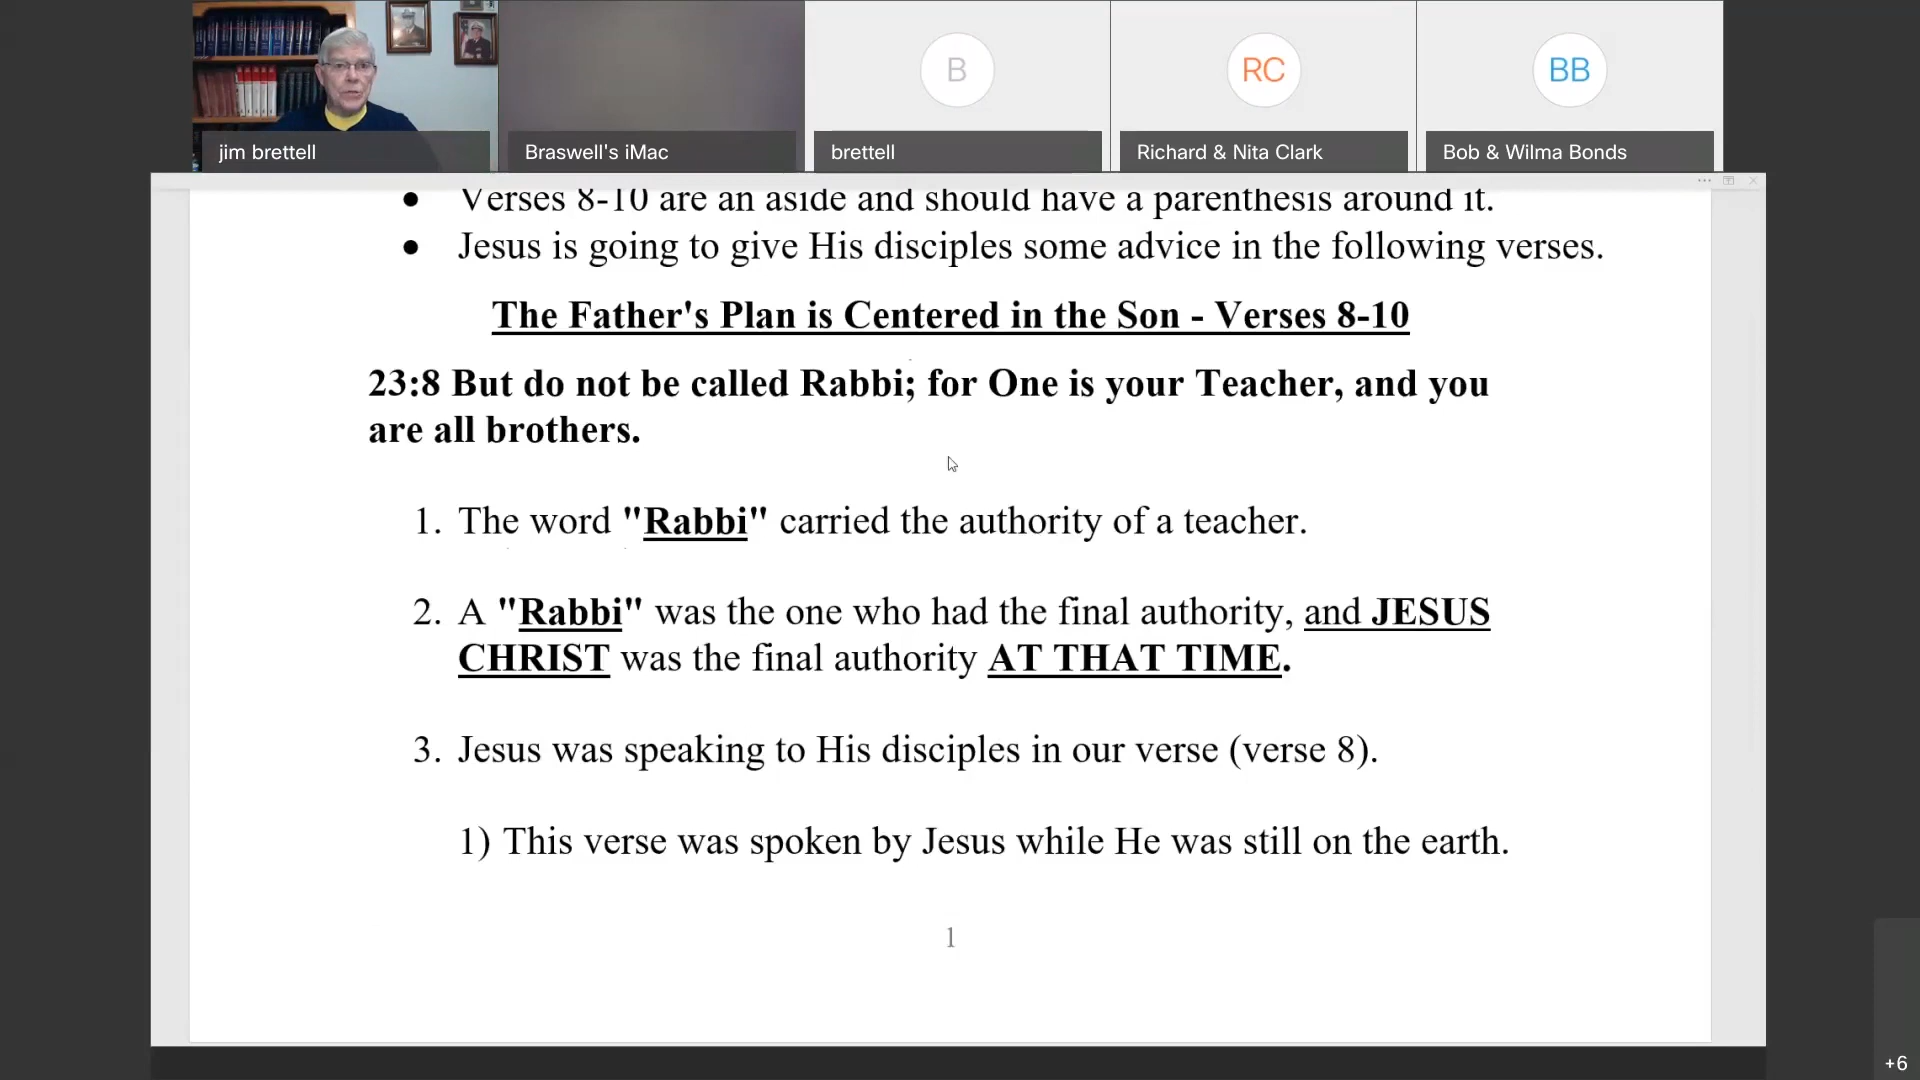 B
RC
BB
jim brettell
Braswell's iMac
brettell
Richard & Nita Clark
Bob & Wilma Bonds
• Verses 8-10 are an aside and should have a parenthesis around it.
• Jesus is going to give His disciples some advice in the following verses.
The Father's Plan is Centered in the Son - Verses 8-10
23:8 But do not be called Rabbi; for One is your Teacher, and you
are all brothers.
1. The word "Rabbi" carried the authority of a teacher.
2. A "Rabbi" was the one who had the final authority, and JESUS
CHRIST was the final authority AT THAT TIME.
3. Jesus was speaking to His disciples in our verse (verse 8).
1) This verse was spoken by Jesus while He was still on the earth.
1
+6